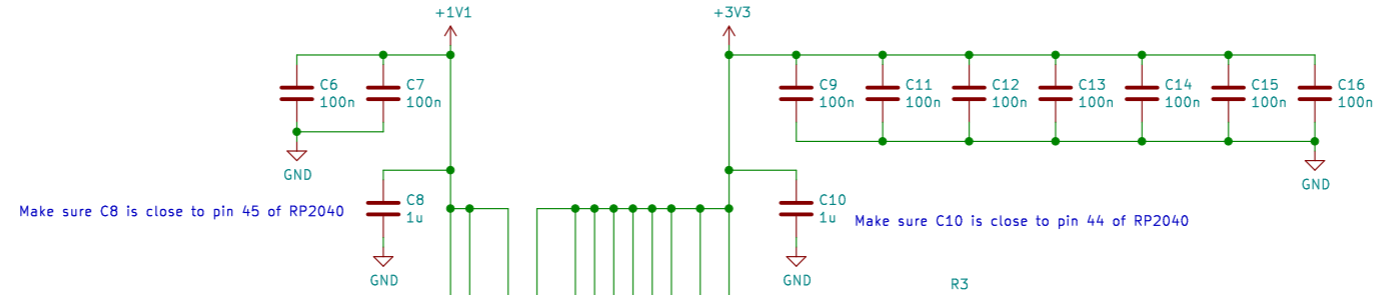 +1V1
+3V3
C6
100n
C7
100n
C9
100n
C11
100n
C12
100n
C13
100n
C14
100n
C15
100n
C16
100n
GND
GND
Make sure C8 is close to pin 45 of RP2040
C8
1u
C10
1u
Make sure C10 is close to pin 44 of RP2040
GND
GND
R3